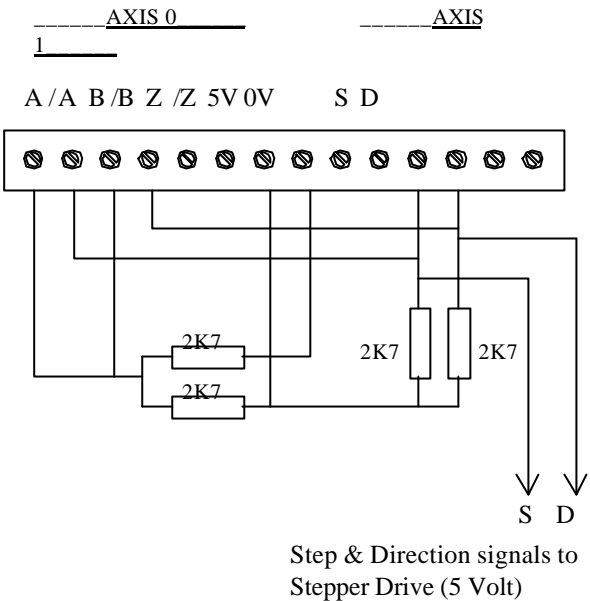 ______AXIS 0______ ______AXIS
1______
A /A B /B Z /Z 5V 0V S D
2K7
2K7 2K7
2K7
S D
Step & Direction signals to
Stepper Drive (5 Volt)